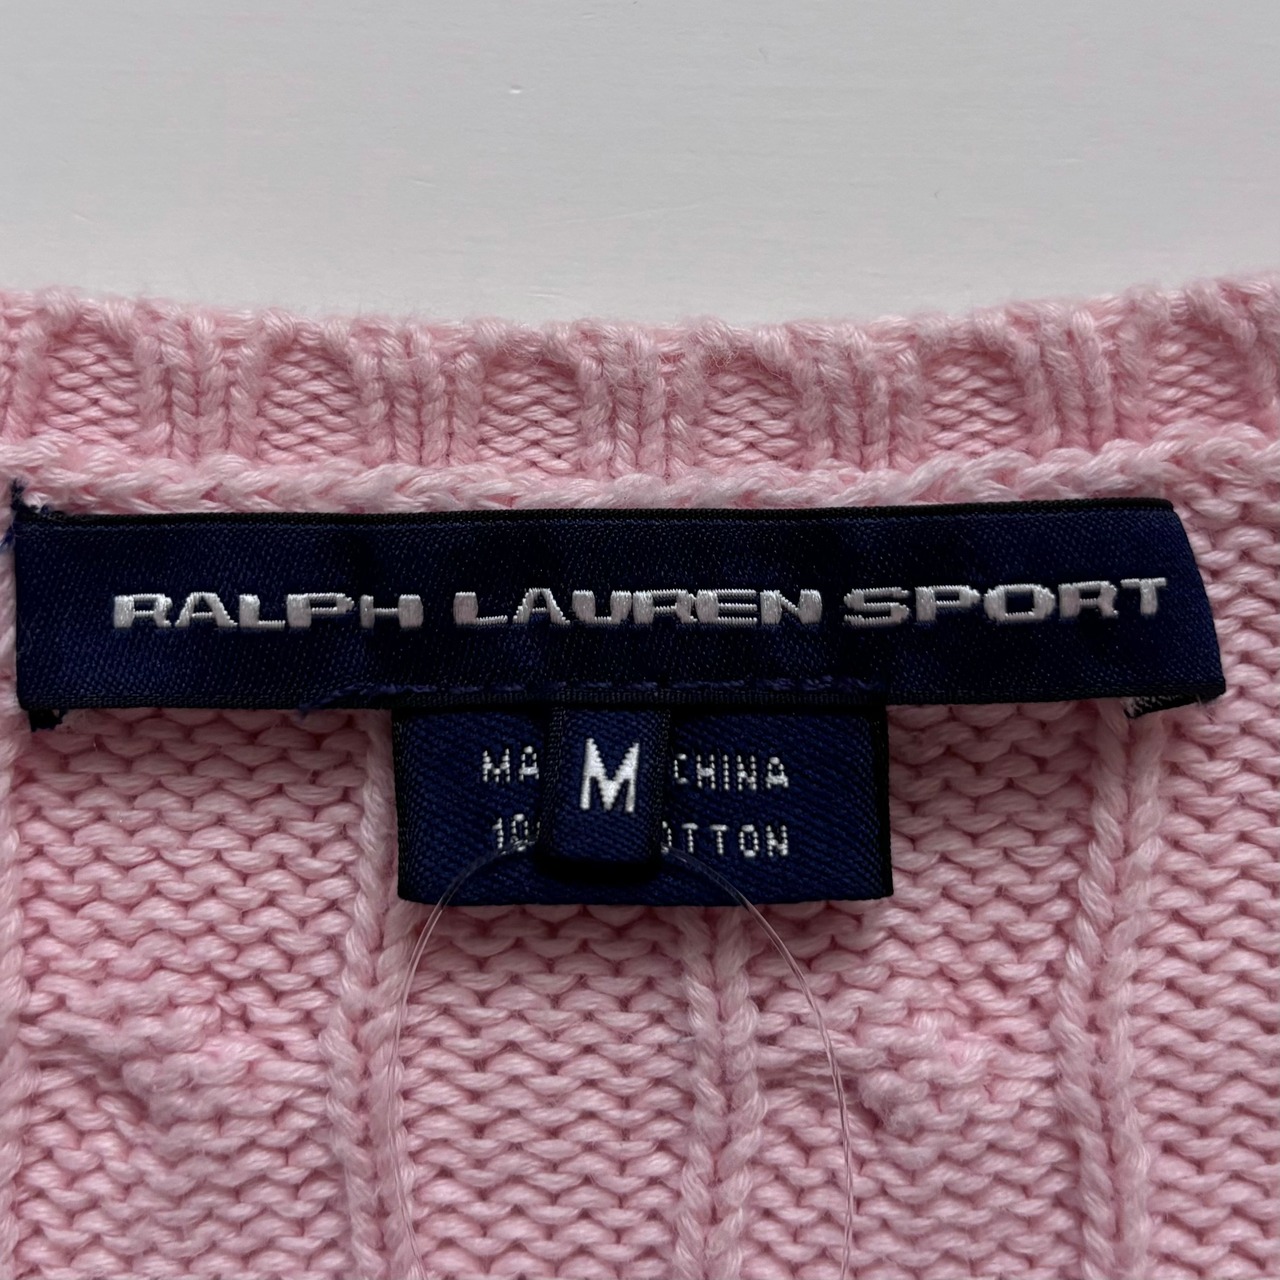 RALPH LAUREN SPORT
M
MA CHINA
10 OTTON